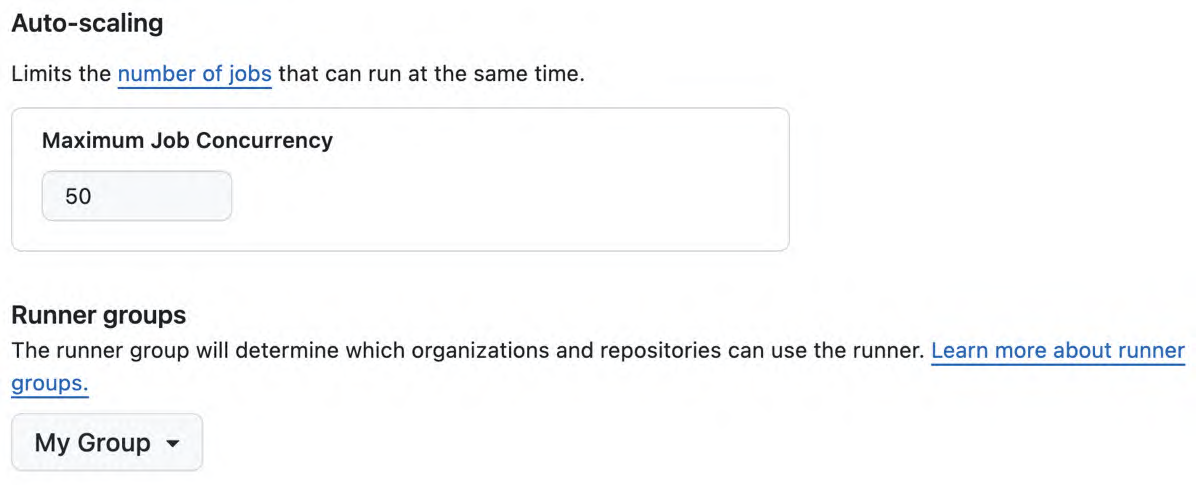 Auto-scaling
Limits the number of jobs that can run at the same time.
Maximum Job Concurrency
50
Runner groups
The runner group will determine which organizations and repositories can use the runner. Learn more about runner
groups.
My Group